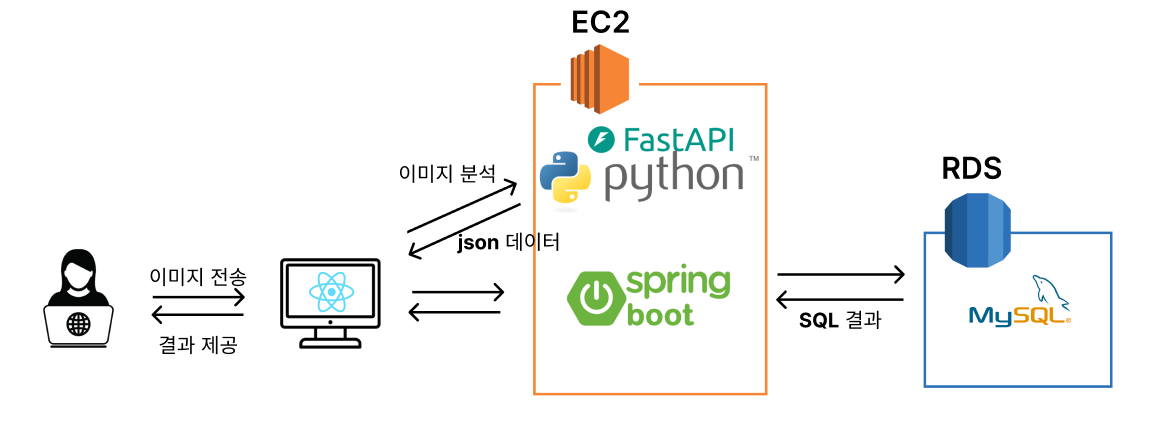 EC2
FastAPI
python™
이미지 분석
json 데이터
RDS
이미지 전송
결과 제공
spring
boot
SQL 결과
MySQL®